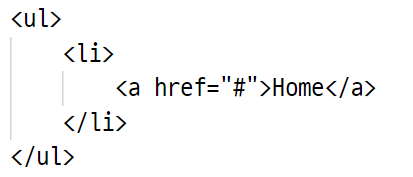 <ul>
    <li>
        <a href="#">Home</a>
    </li>
</ul>